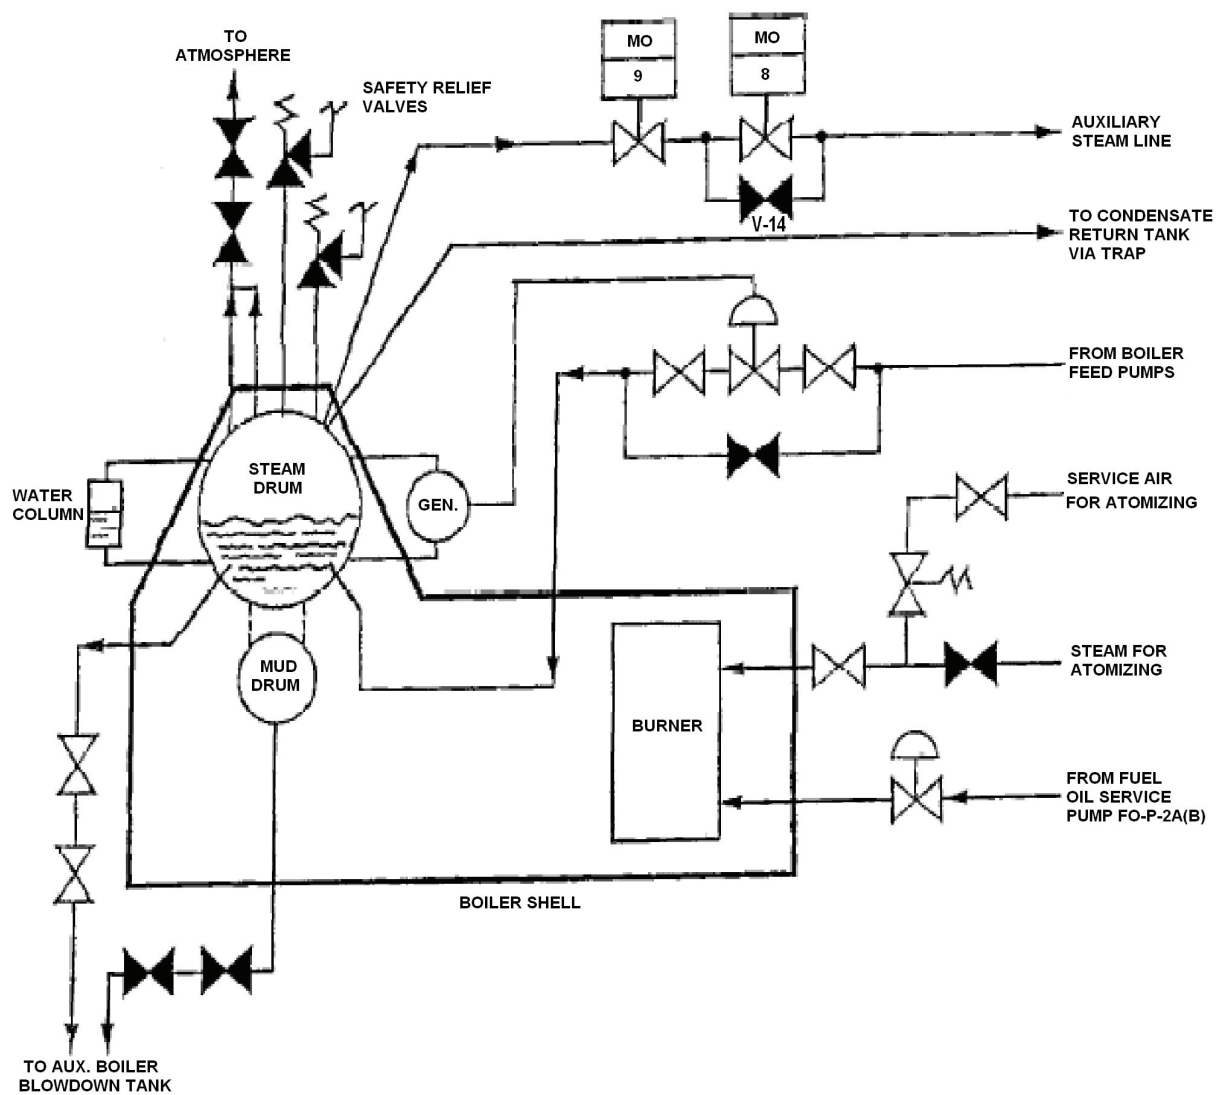 TO
ATMOSPHERE
SAFETY RELIEF
VALVES
MO
9
MO
8
AUXILIARY
STEAM LINE
V-14
TO CONDENSATE
RETURN TANK
VIA TRAP
FROM BOILER
FEED PUMPS
STEAM
DRUM
WATER
COLUMN
GEN.
SERVICE AIR
FOR ATOMIZING
MUD
DRUM
STEAM FOR
ATOMIZING
BURNER
FROM FUEL
OIL SERVICE
PUMP FO-P-2A(B)
BOILER SHELL
TO AUX. BOILER
BLOWDOWN TANK